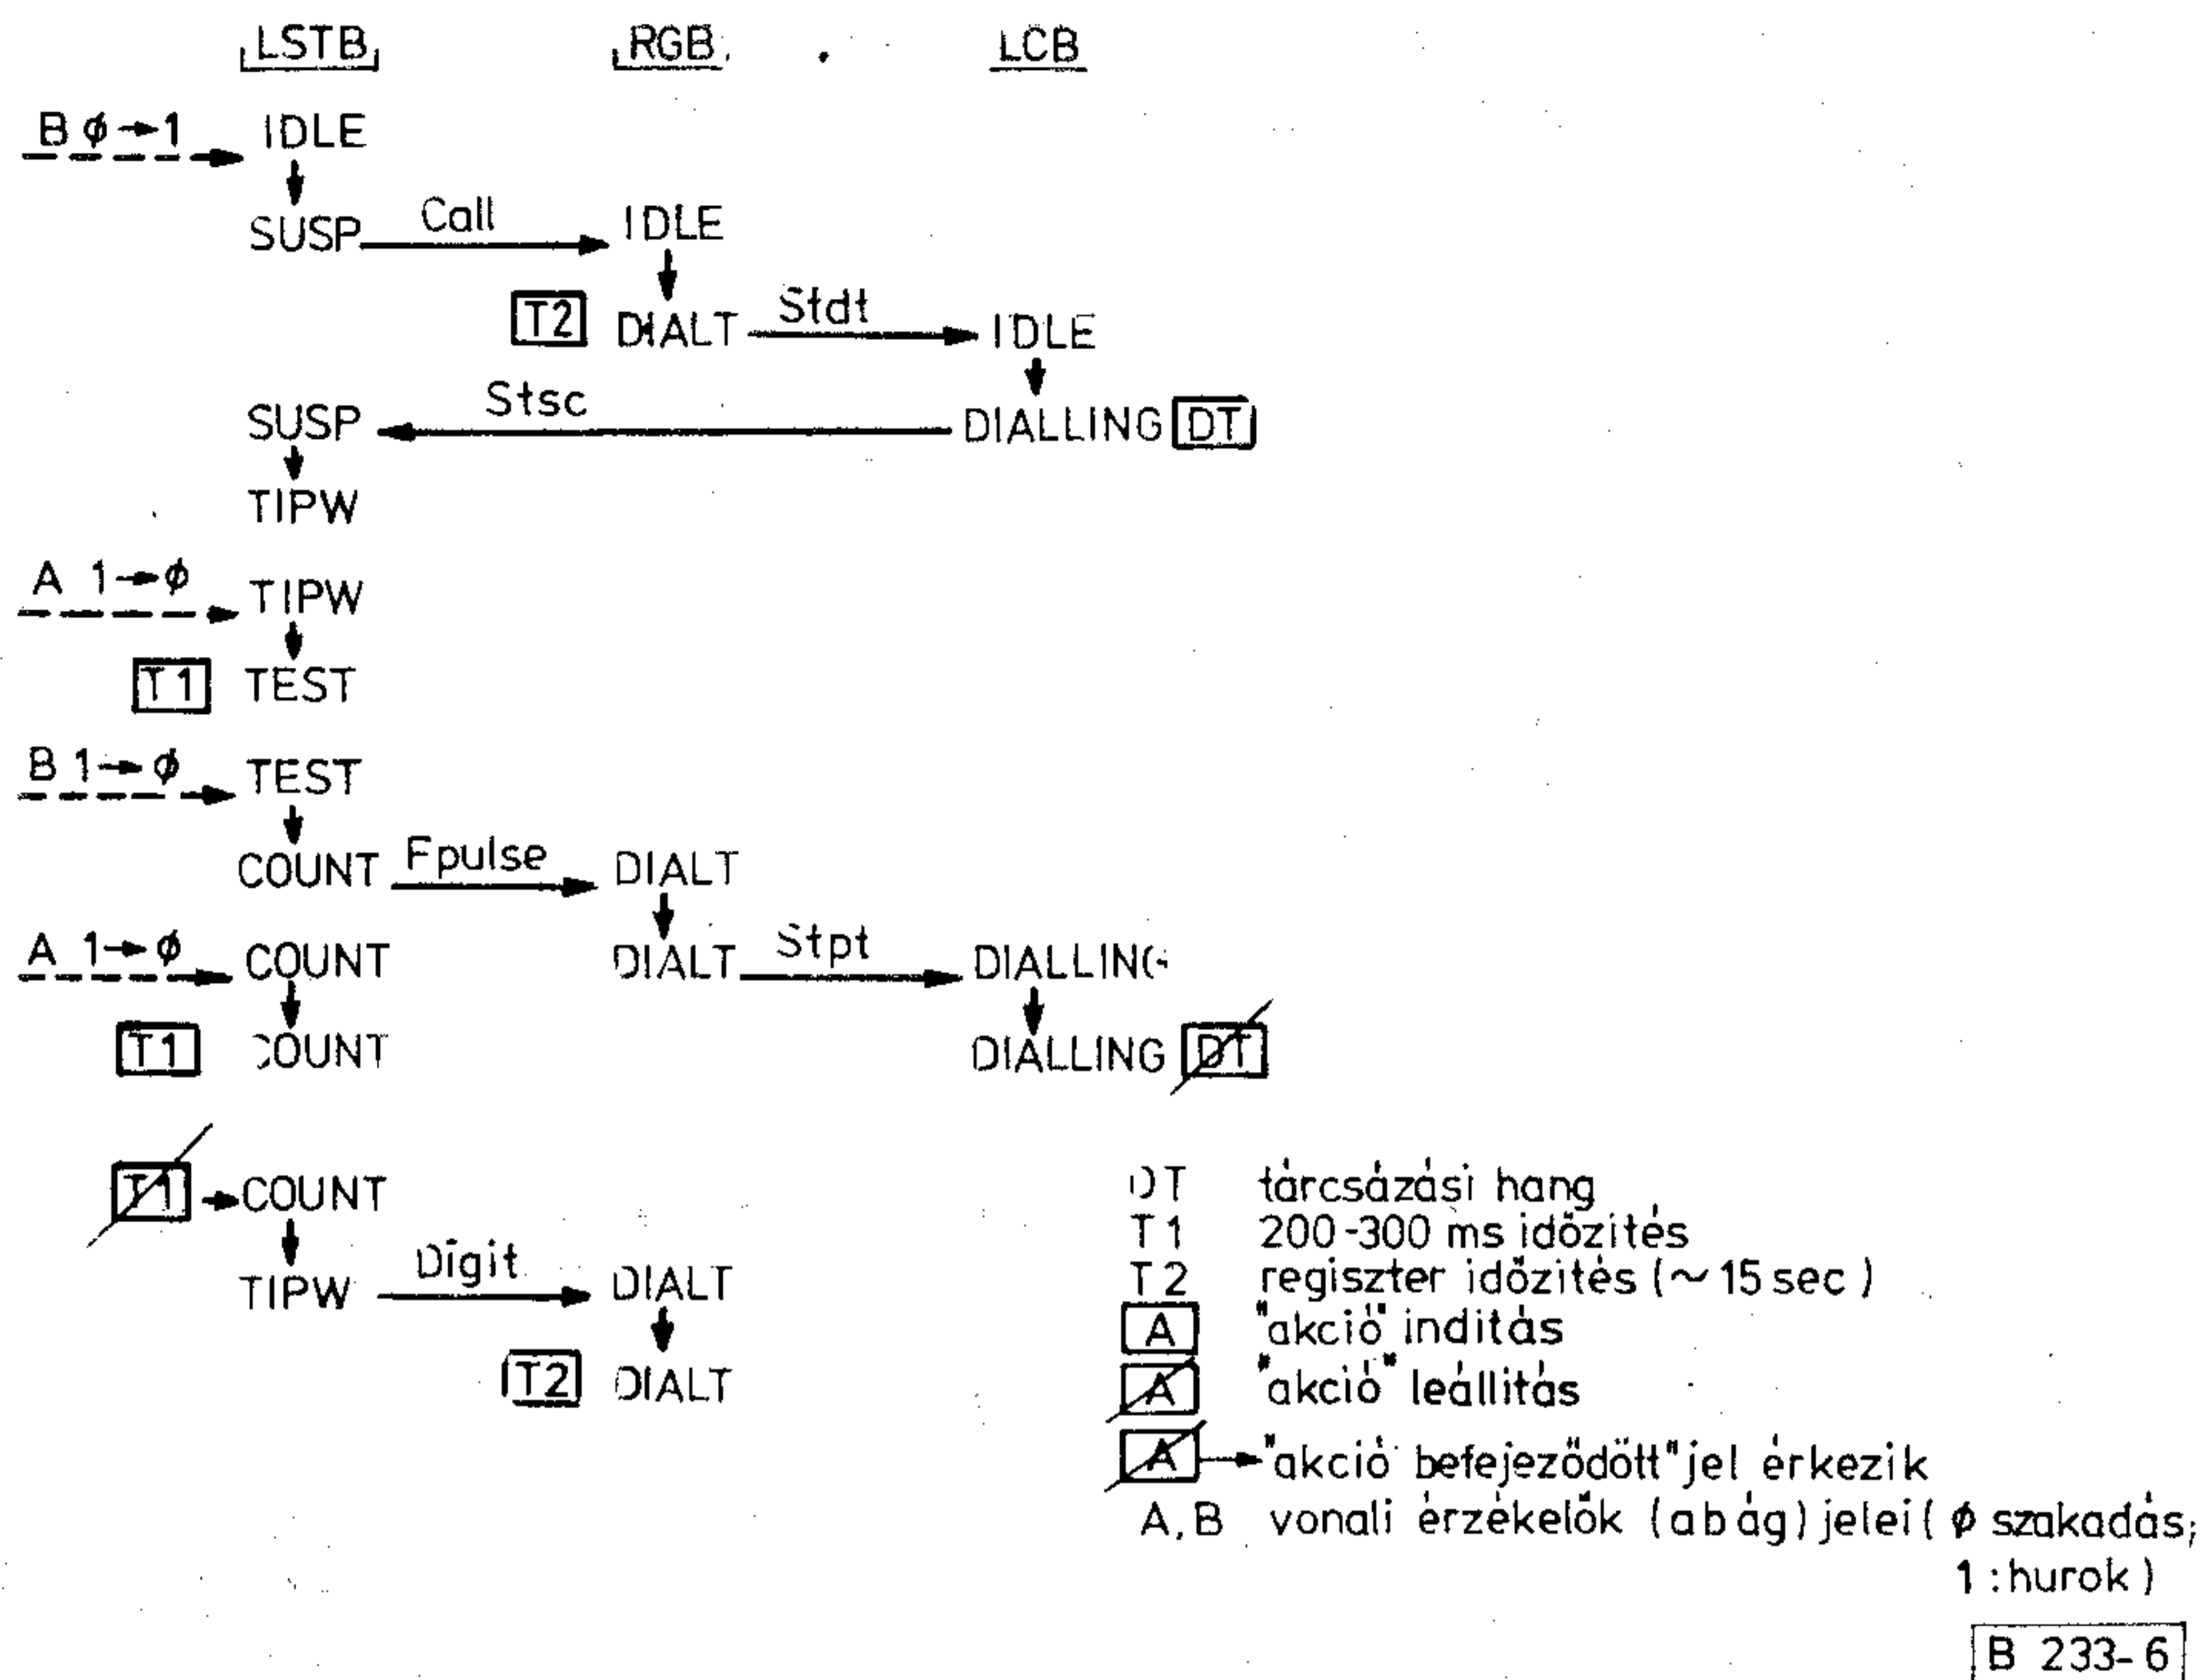 LSTB RGB LCB
B φ→1 IDLE
SUSP Call IDLE
T2 DIALT Stdt IDLE
SUSP Stsc DIALLING DT
TIPW
A 1→φ TIPW
T1 TEST
B 1→φ TEST
COUNT Fpulse DIALT
A 1→φ COUNT DIALT Stpt DIALLING
T1 COUNT DIALLING DT
T1 COUNT
TIPW Digit DIALT
T2 DIALT
DT tárcsázási hang
T1 200-300 ms időzités
T2 regiszter időzités (~15 sec)
A "akció" inditás
A "akció" leállitás
A → "akció befejeződött" jel érkezik
A, B vonali érzékelők (a b ág) jelei ( φ szakadás;
1 : hurok )
B 233-6